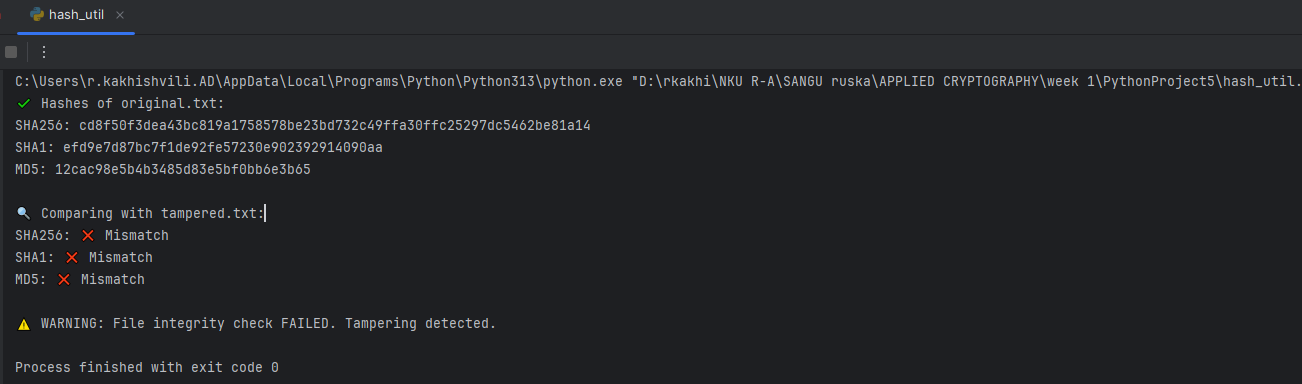 hash_util
C:\Users\r.kakhishvili.AD\AppData\Local\Programs\Python\Python313\python.exe "D:\rkakhi\NKU R-A\SANGU ruska\APPLIED CRYPTOGRAPHY\week 1\PythonProject5\hash_util.
✔ Hashes of original.txt:
SHA256: cd8f50f3dea43bc819a1758578be23bd732c49ffa30ffc25297dc5462be81a14
SHA1: efd9e7d87bc7f1de92fe57230e902392914090aa
MD5: 12cac98e5b4b3485d83e5bf0bb6e3b65
🔍 Comparing with tampered.txt:
SHA256: ❌ Mismatch
SHA1: ❌ Mismatch
MD5: ❌ Mismatch
⚠ WARNING: File integrity check FAILED. Tampering detected.
Process finished with exit code 0